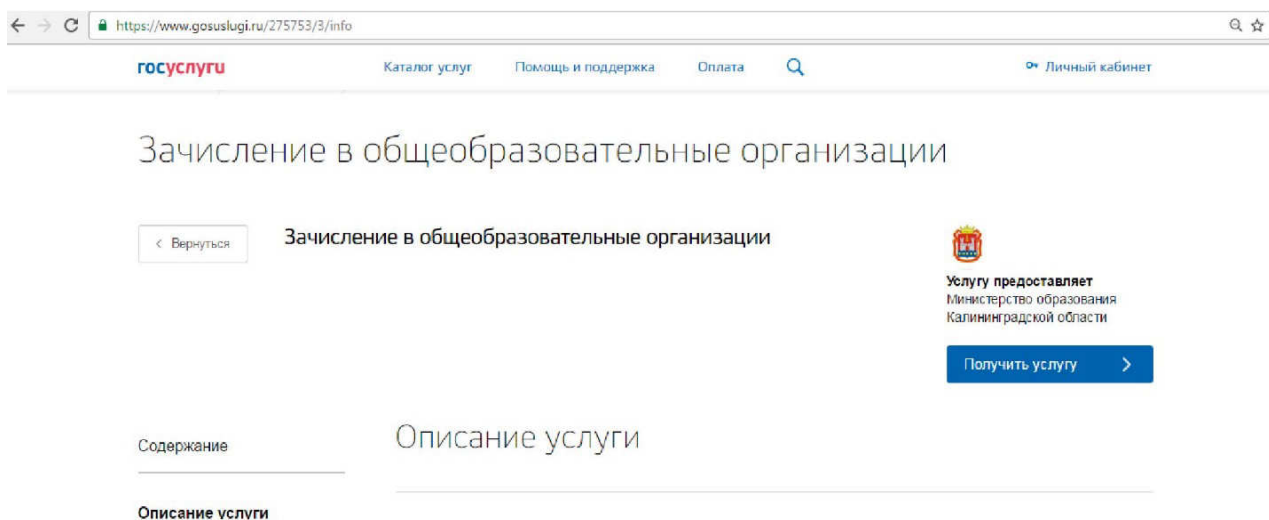 https://www.gosuslugi.ru/275753/3/info
госуслуги Каталог услуг Помощь и поддержка Оплата Личный кабинет
Зачисление в общеобразовательные организации
Вернуться Зачисление в общеобразовательные организации
Услугу предоставляет
Министерство образования
Калининградской области
Получить услугу
Содержание Описание услуги
Описание услуги